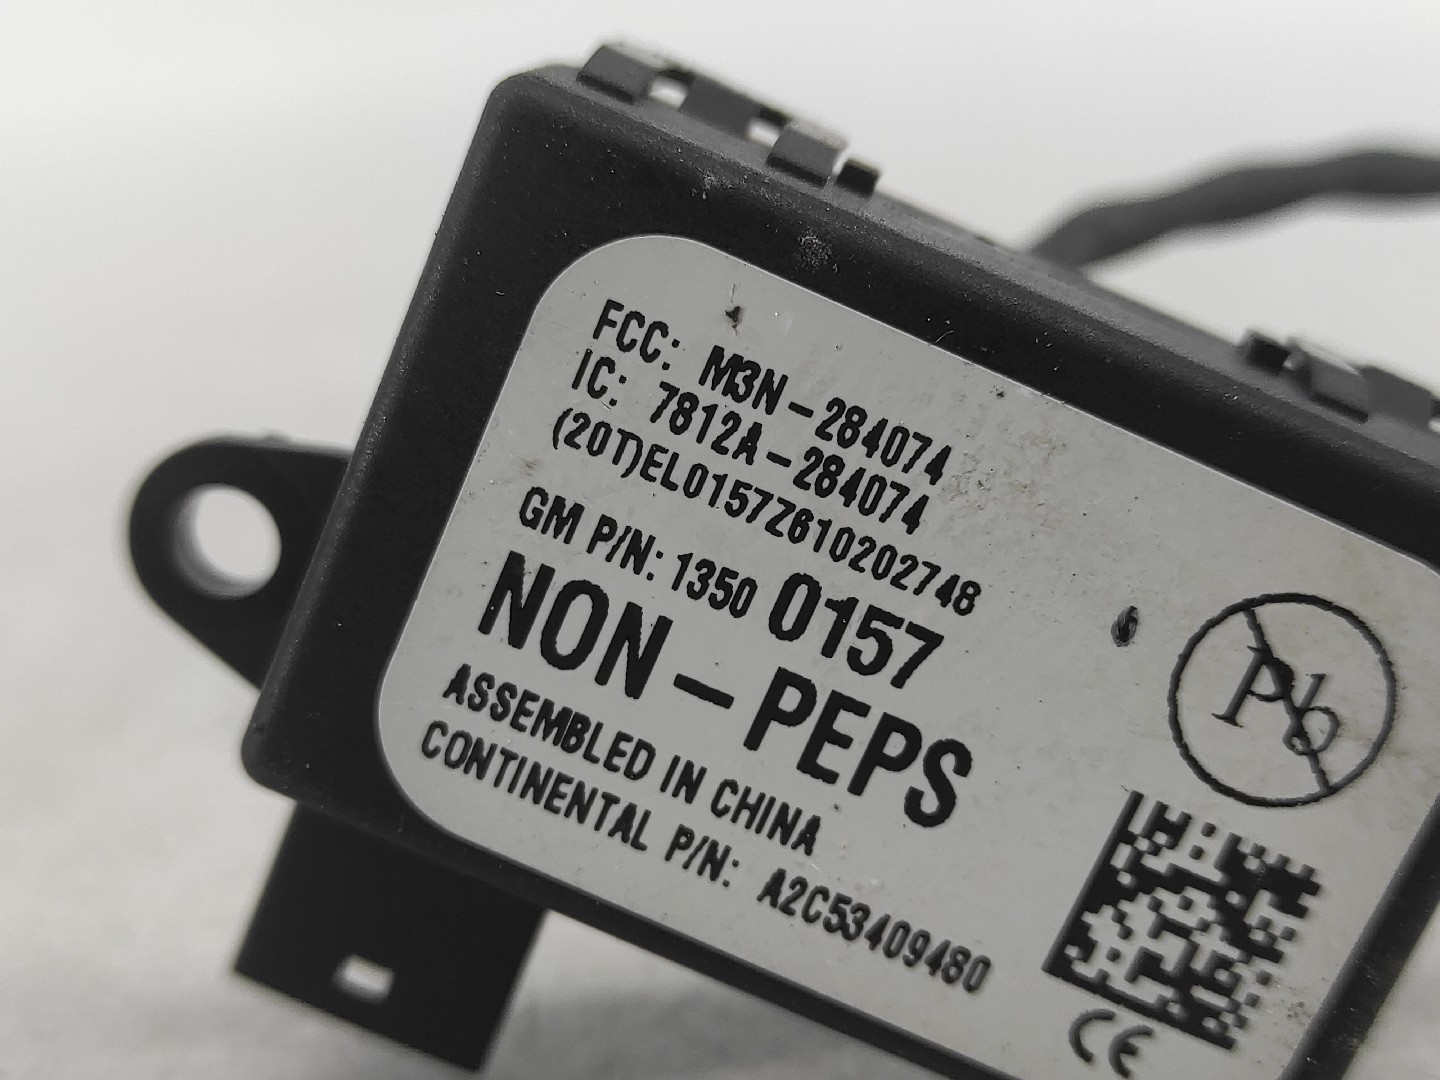 FCC: M3N-284074
IC: 7812A-284074
(20T)EL0157Z610202748
GM P/N: 1350 0157
NON-PEPS
ASSEMBLED IN CHINA
CONTINENTAL P/N: A2C53409480
Pb
CE